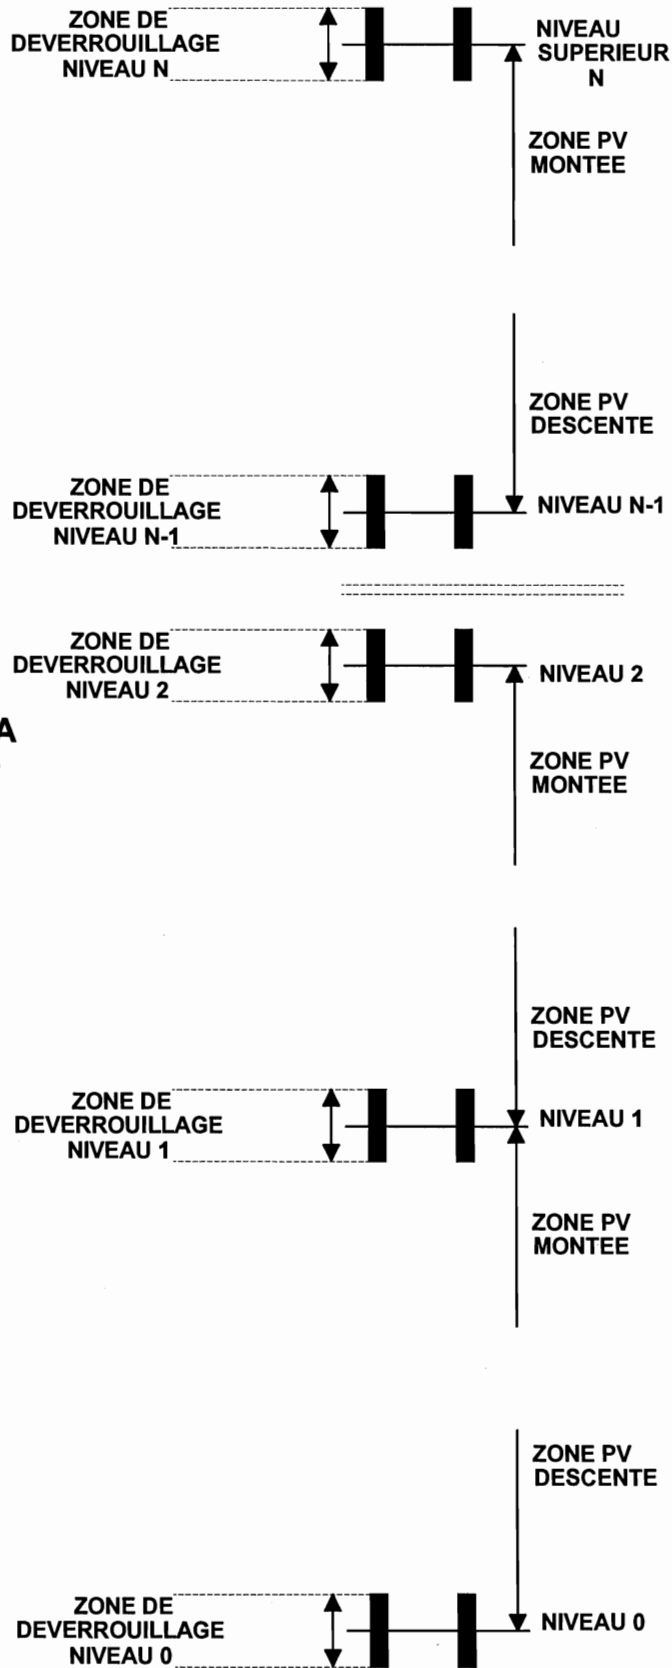 ZONE DE
DEVERROUILLAGE
NIVEAU N
NIVEAU
SUPERIEUR
N
ZONE PV
MONTEE
ZONE PV
DESCENTE
ZONE DE
DEVERROUILLAGE
NIVEAU N-1
NIVEAU N-1
ZONE DE
DEVERROUILLAGE
NIVEAU 2
NIVEAU 2
A
ZONE PV
MONTEE
ZONE PV
DESCENTE
ZONE DE
DEVERROUILLAGE
NIVEAU 1
NIVEAU 1
ZONE PV
MONTEE
ZONE PV
DESCENTE
ZONE DE
DEVERROUILLAGE
NIVEAU 0
NIVEAU 0